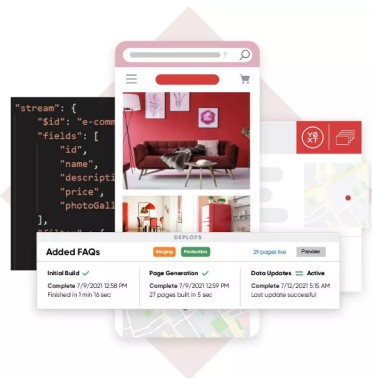 "stream": {
"$id": "e-comm
"fields": [
"id",
"name",
"descripti
"price",
"photoGall
],
YEXT
DEPLOYS
Added FAQs
Staging
Production
29 pages live
Preview
Initial Build
Complete 7/9/2021 12:58 PM
Finished in 1 min 16 sec
Page Generation
Complete 7/9/2021 12:59 PM
27 pages built in 5 sec
Data Updates Active
Complete 7/12/2021 5:15 AM
Last update successful